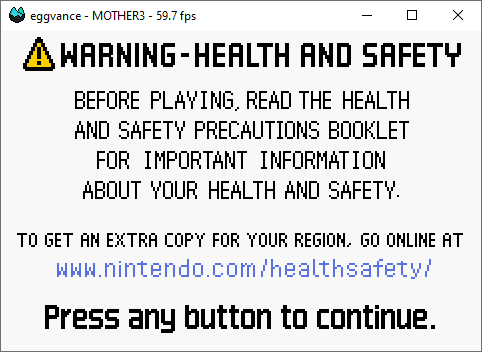 eggvance - MOTHER3 - 59.7 fps
WARNING-HEALTH AND SAFETY
BEFORE PLAYING, READ THE HEALTH
AND SAFETY PRECAUTIONS BOOKLET
FOR IMPORTANT INFORMATION
ABOUT YOUR HEALTH AND SAFETY.
TO GET AN EXTRA COPY FOR YOUR REGION, GO ONLINE AT
www.nintendo.com/healthsafety/
Press any button to continue.